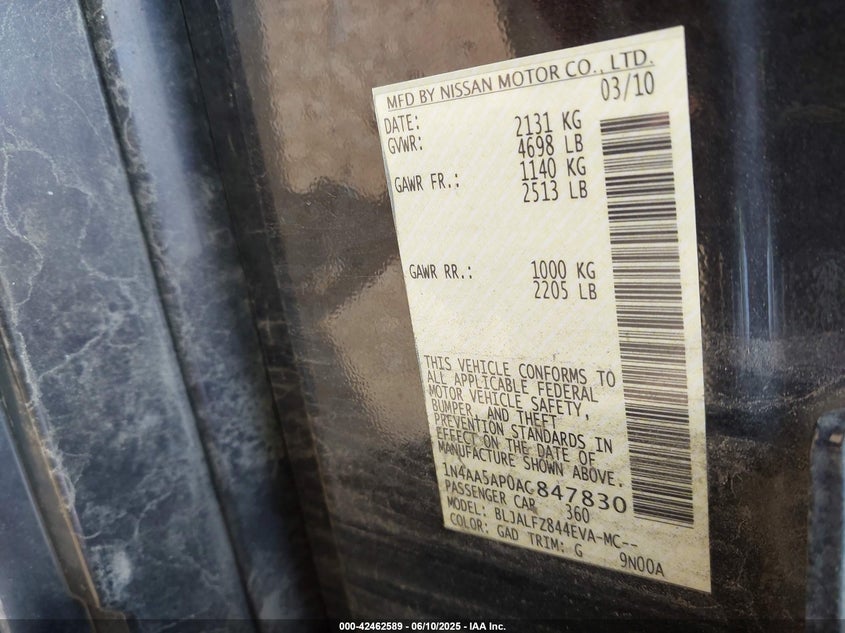 MFD BY NISSAN MOTOR CO., LTD.
DATE: 03/10
GVWR: 2131 KG
4698 LB
GAWR FR.: 1140 KG
2513 LB
GAWR RR.: 1000 KG
2205 LB
THIS VEHICLE CONFORMS TO
ALL APPLICABLE FEDERAL
MOTOR VEHICLE SAFETY,
BUMPER, AND THEFT
PREVENTION STANDARDS IN
EFFECT ON THE DATE OF
MANUFACTURE SHOWN ABOVE.
1N4AA5AP0AC847830
PASSENGER CAR 360
MODEL: BLJALFZ844EVA-MC--
COLOR: GAD TRIM: G 9N00A
000-42462589 - 06/10/2025 - IAA Inc.